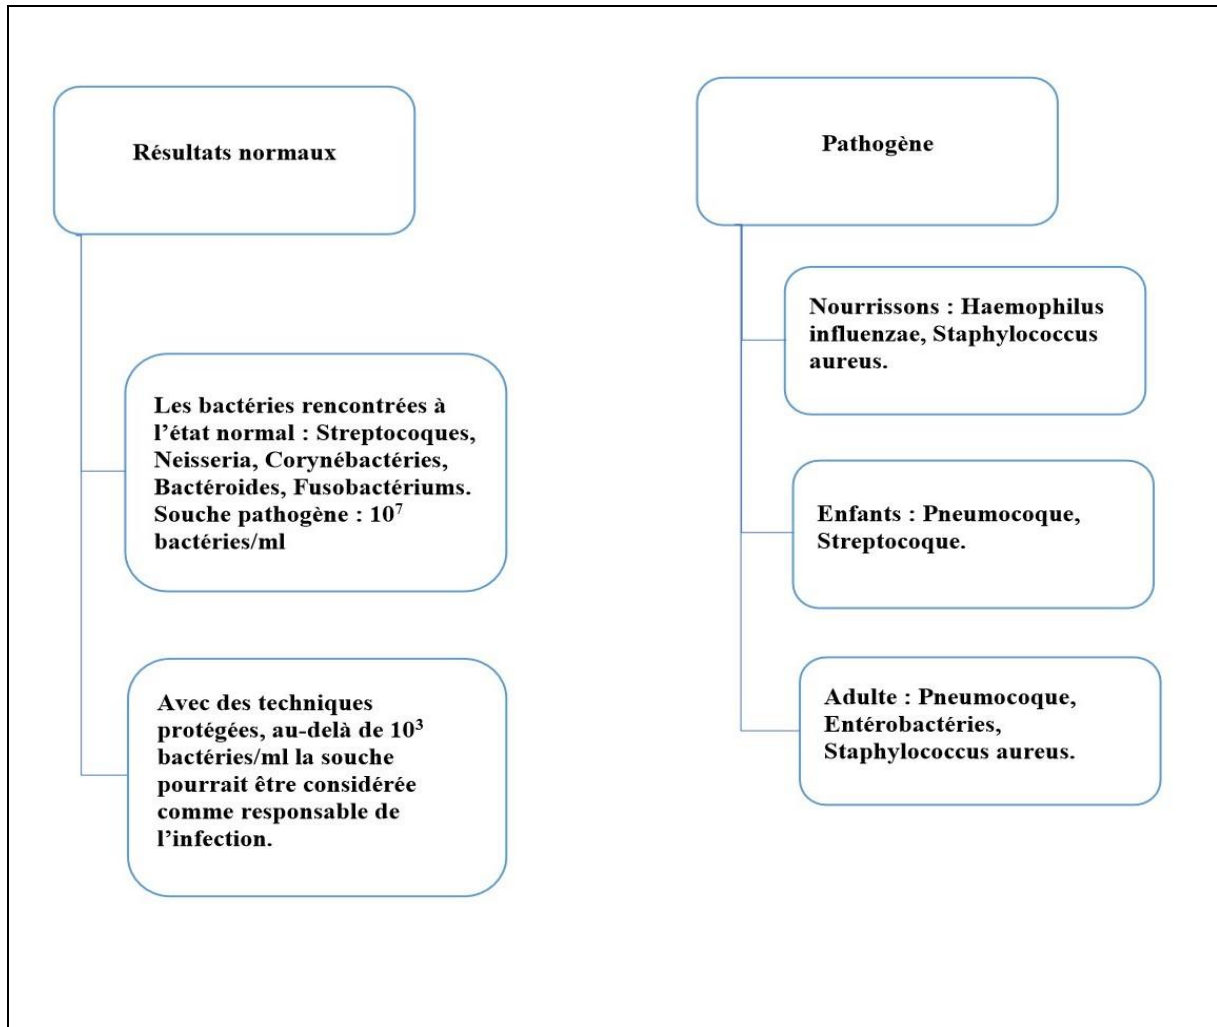 Résultats normaux
Les bactéries rencontrées à
l’état normal : Streptocoques,
Neisseria, Corynébactéries,
Bactéroides, Fusobactériums.
Souche pathogène : 10⁷
bactéries/ml
Avec des techniques
protégées, au-delà de 10³
bactéries/ml la souche
pourrait être considérée
comme responsable de
l’infection.
Pathogène
Nourrissons : Haemophilus
influenzae, Staphylococcus
aureus.
Enfants : Pneumocoque,
Streptocoque.
Adulte : Pneumocoque,
Entérobactéries,
Staphylococcus aureus.